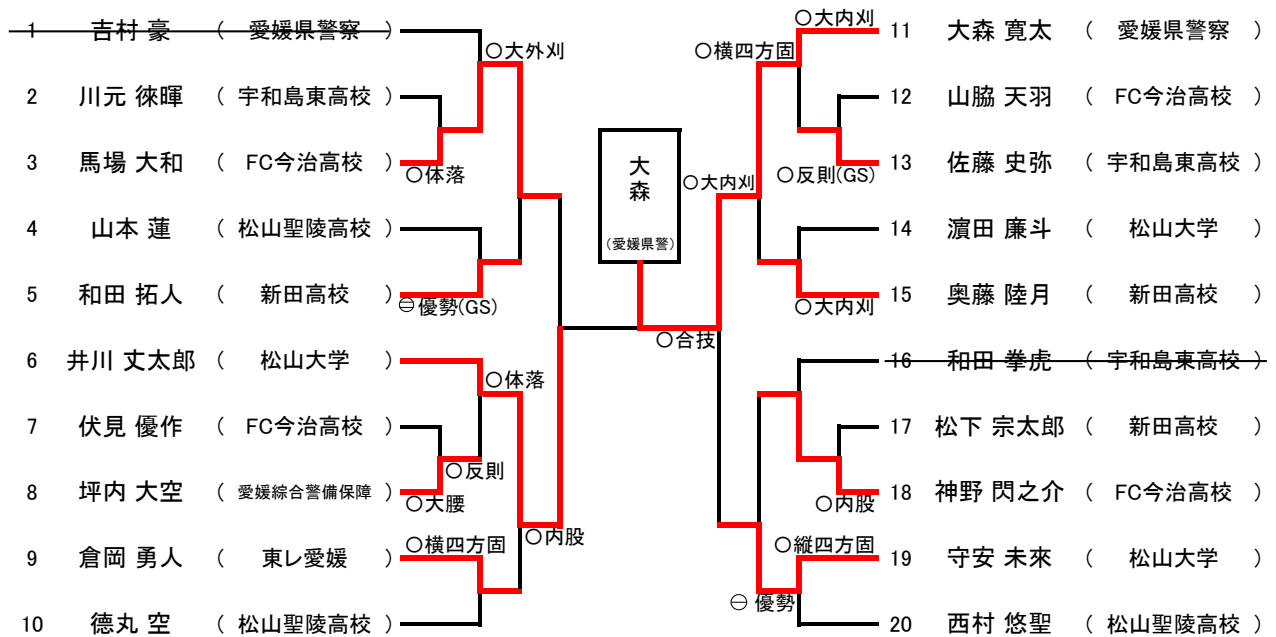 1 吉村 豪 ( 愛媛県警察 )
2 川元 徠暉 ( 宇和島東高校 )
3 馬場 大和 ( FC今治高校 )
4 山本 蓮 ( 松山聖陵高校 )
5 和田 拓人 ( 新田高校 )
6 井川 丈太郎 ( 松山大学 )
7 伏見 優作 ( FC今治高校 )
8 坪内 大空 ( 愛媛綜合警備保障 )
9 倉岡 勇人 ( 東レ愛媛 )
10 德丸 空 ( 松山聖陵高校 )
○大外刈
○体落
⊖優勢(GS)
○体落
○反則
○大腰
○内股
○横四方固
大森
(愛媛県警)
○合技
○大内刈
○横四方固
○大内刈
○反則(GS)
○大内刈
○内股
○縦四方固
⊖ 優勢
11 大森 寛太 ( 愛媛県警察 )
12 山脇 天羽 ( FC今治高校 )
13 佐藤 史弥 ( 宇和島東高校 )
14 濵田 廉斗 ( 松山大学 )
15 奥藤 陸月 ( 新田高校 )
16 和田 拳虎 ( 宇和島東高校 )
17 松下 宗太郎 ( 新田高校 )
18 神野 閃之介 ( FC今治高校 )
19 守安 未來 ( 松山大学 )
20 西村 悠聖 ( 松山聖陵高校 )